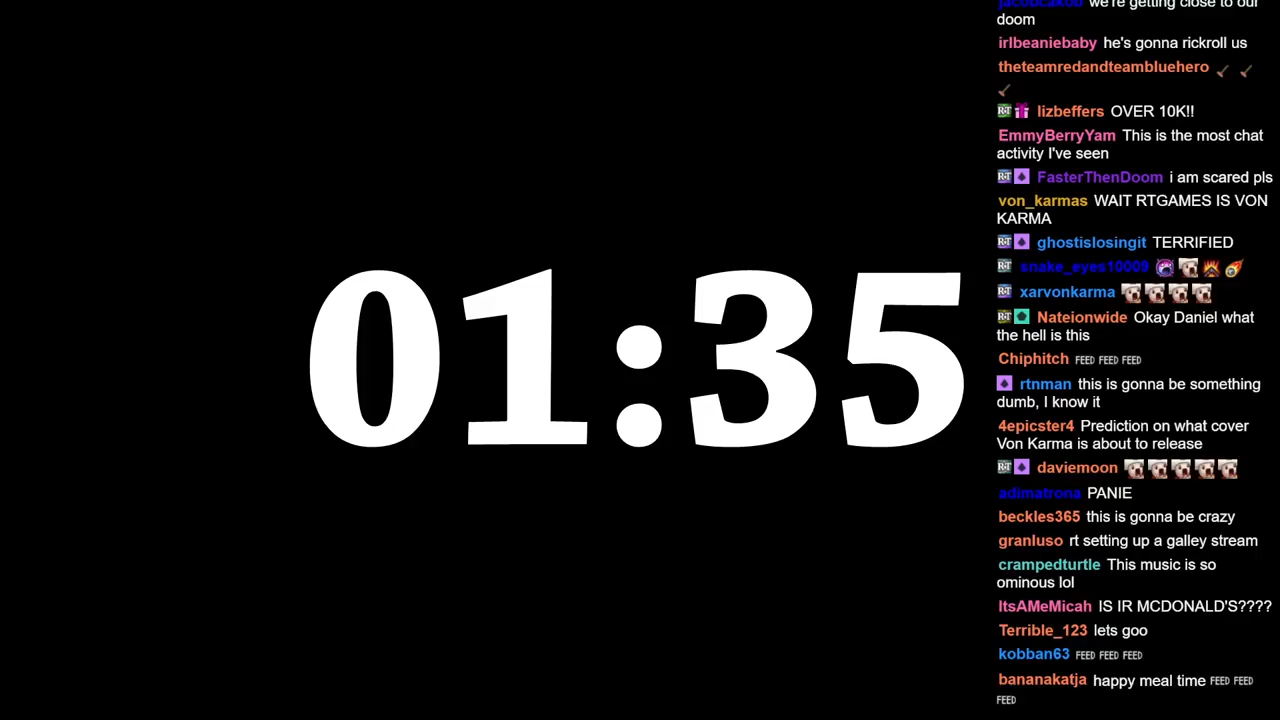 jacobcakou we're getting close to our
doom
irlbeaniebaby he's gonna rickroll us
theteamredandteambluehero
lizbeffers OVER 10K!!
EmmyBerryYam This is the most chat
activity I've seen
FasterThenDoom i am scared pls
von_karmas WAIT RTGAMES IS VON
KARMA
ghostislosingit TERRIFIED
snake_eyes10009
xarvonkarma
Nateionwide Okay Daniel what
the hell is this
Chiphitch FEED FEED FEED
rtnman this is gonna be something
dumb, I know it
4epicster4 Prediction on what cover
Von Karma is about to release
daviemoon
adimatrona PANIE
beckles365 this is gonna be crazy
granluso rt setting up a galley stream
crampedturtle This music is so
ominous lol
ItsAMeMicah IS IR MCDONALD'S????
Terrible_123 lets goo
kobban63 FEED FEED FEED
bananakatja happy meal time FEED FEED
FEED
01:35